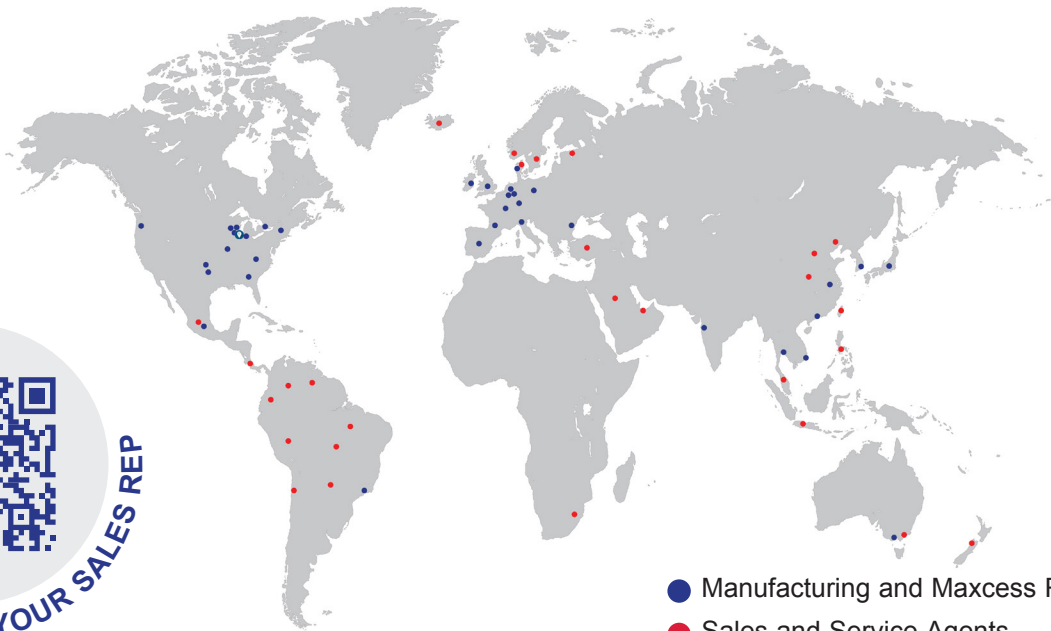 YOUR SALES REP
Manufacturing and Maxcess
Sales and Service Agents